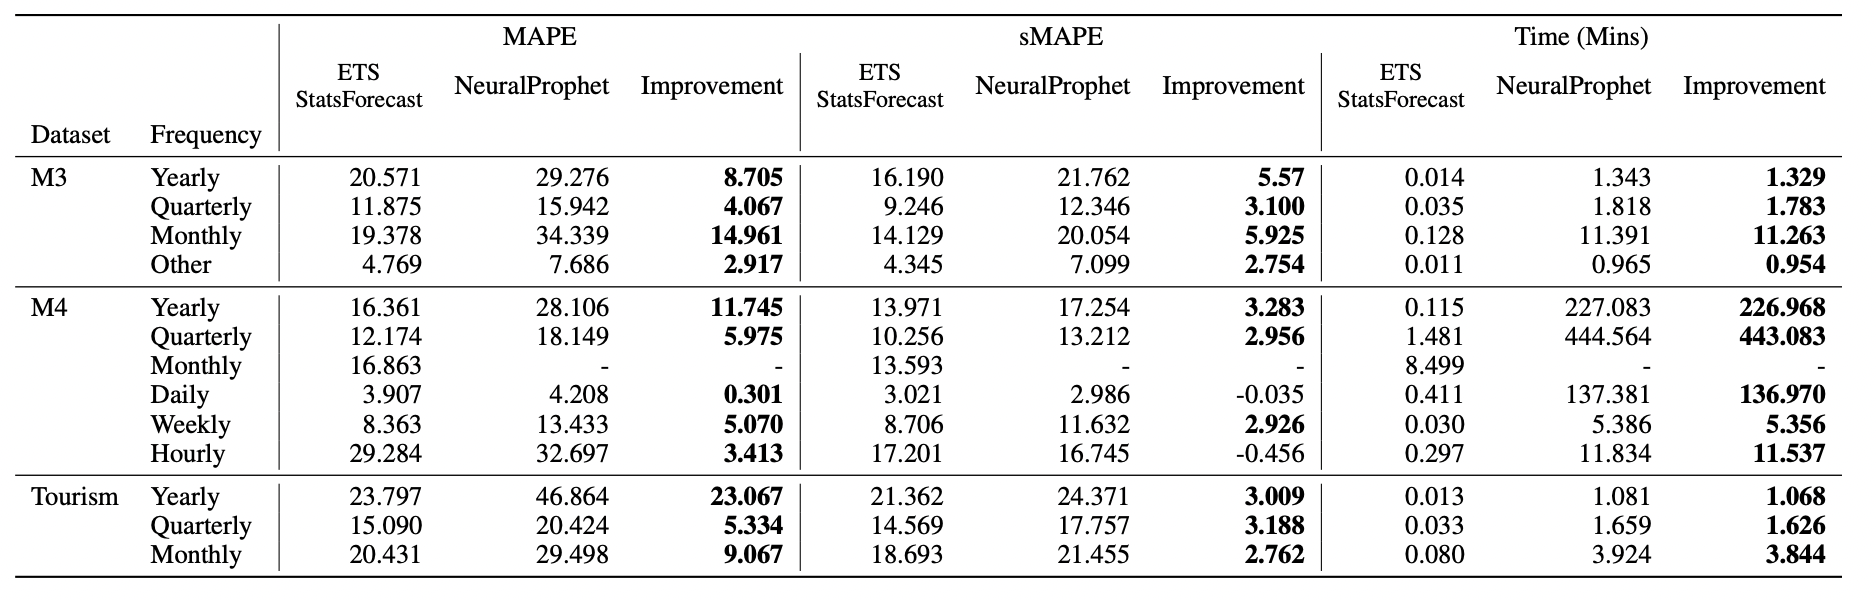 MAPE sMAPE Time (Mins)
ETS StatsForecast NeuralProphet Improvement ETS StatsForecast NeuralProphet Improvement ETS StatsForecast NeuralProphet Improvement
Dataset Frequency
M3 Yearly 20.571 29.276 8.705 16.190 21.762 5.57 0.014 1.343 1.329
Quarterly 11.875 15.942 4.067 9.246 12.346 3.100 0.035 1.818 1.783
Monthly 19.378 34.339 14.961 14.129 20.054 5.925 0.128 11.391 11.263
Other 4.769 7.686 2.917 4.345 7.099 2.754 0.011 0.965 0.954
M4 Yearly 16.361 28.106 11.745 13.971 17.254 3.283 0.115 227.083 226.968
Quarterly 12.174 18.149 5.975 10.256 13.212 2.956 1.481 444.564 443.083
Monthly 16.863 - - 13.593 - - 8.499 - -
Daily 3.907 4.208 0.301 3.021 2.986 -0.035 0.411 137.381 136.970
Weekly 8.363 13.433 5.070 8.706 11.632 2.926 0.030 5.386 5.356
Hourly 29.284 32.697 3.413 17.201 16.745 -0.456 0.297 11.834 11.537
Tourism Yearly 23.797 46.864 23.067 21.362 24.371 3.009 0.013 1.081 1.068
Quarterly 15.090 20.424 5.334 14.569 17.757 3.188 0.033 1.659 1.626
Monthly 20.431 29.498 9.067 18.693 21.455 2.762 0.080 3.924 3.844